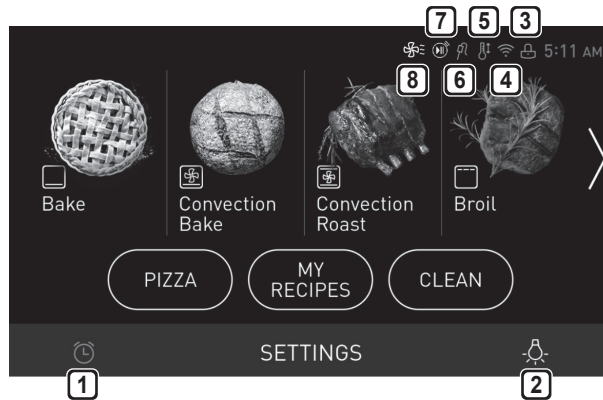 7 5 3
5:11 AM
8 6 4
Bake
Convection
Bake
Convection
Roast
Broil
PIZZA
MY
RECIPES
CLEAN
SETTINGS
1 2